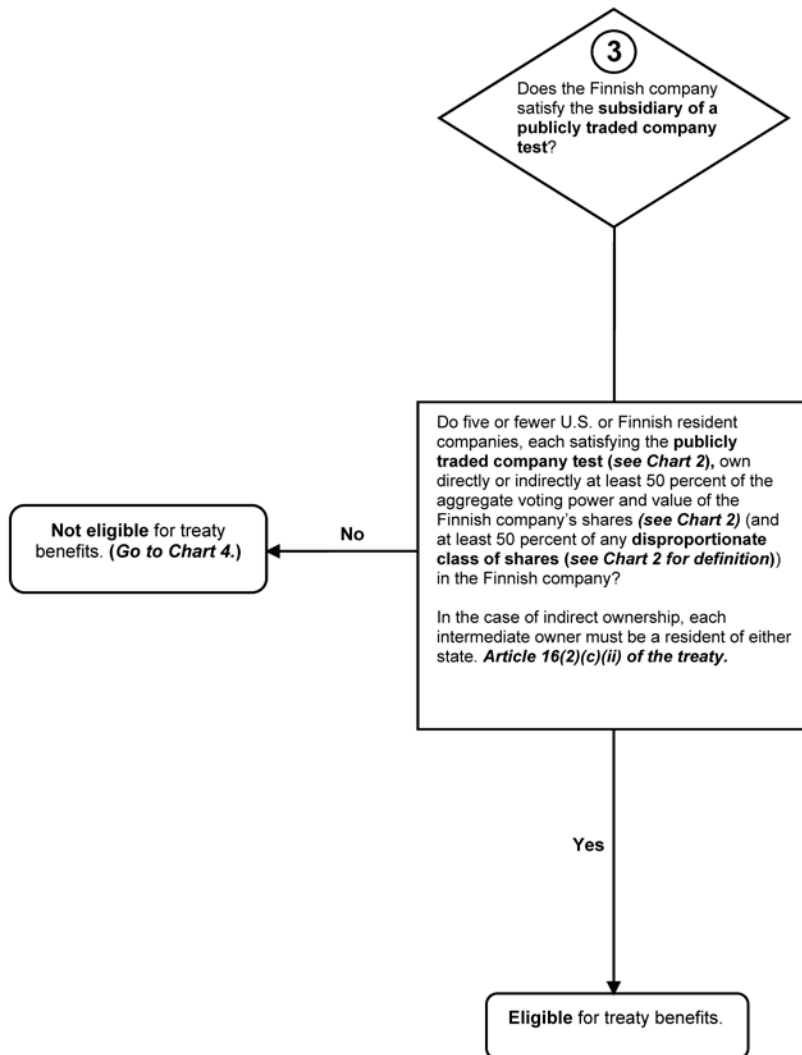 3
Does the Finnish company
satisfy the subsidiary of a
publicly traded company
test?
Do five or fewer U.S. or Finnish resident
companies, each satisfying the publicly
traded company test (see Chart 2), own
directly or indirectly at least 50 percent of the
aggregate voting power and value of the
Finnish company's shares (see Chart 2) (and
at least 50 percent of any disproportionate
class of shares (see Chart 2 for definition))
in the Finnish company?
In the case of indirect ownership, each
intermediate owner must be a resident of either
state. Article 16(2)(c)(ii) of the treaty.
No
Not eligible for treaty
benefits. (Go to Chart 4.)
Yes
Eligible for treaty benefits.